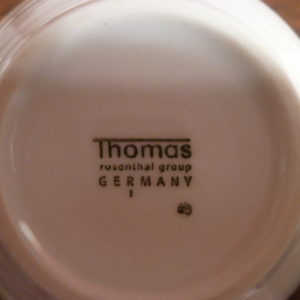 Thomas
rosenthal group
GERMANY
I